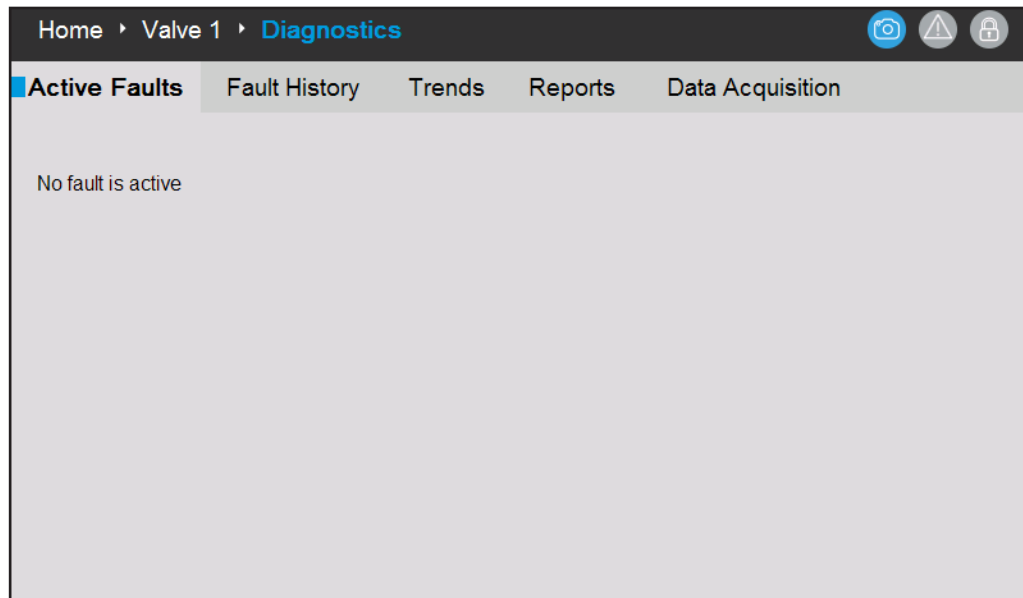 Home ‣ Valve 1 ‣ Diagnostics
Active Faults Fault History Trends Reports Data Acquisition
No fault is active